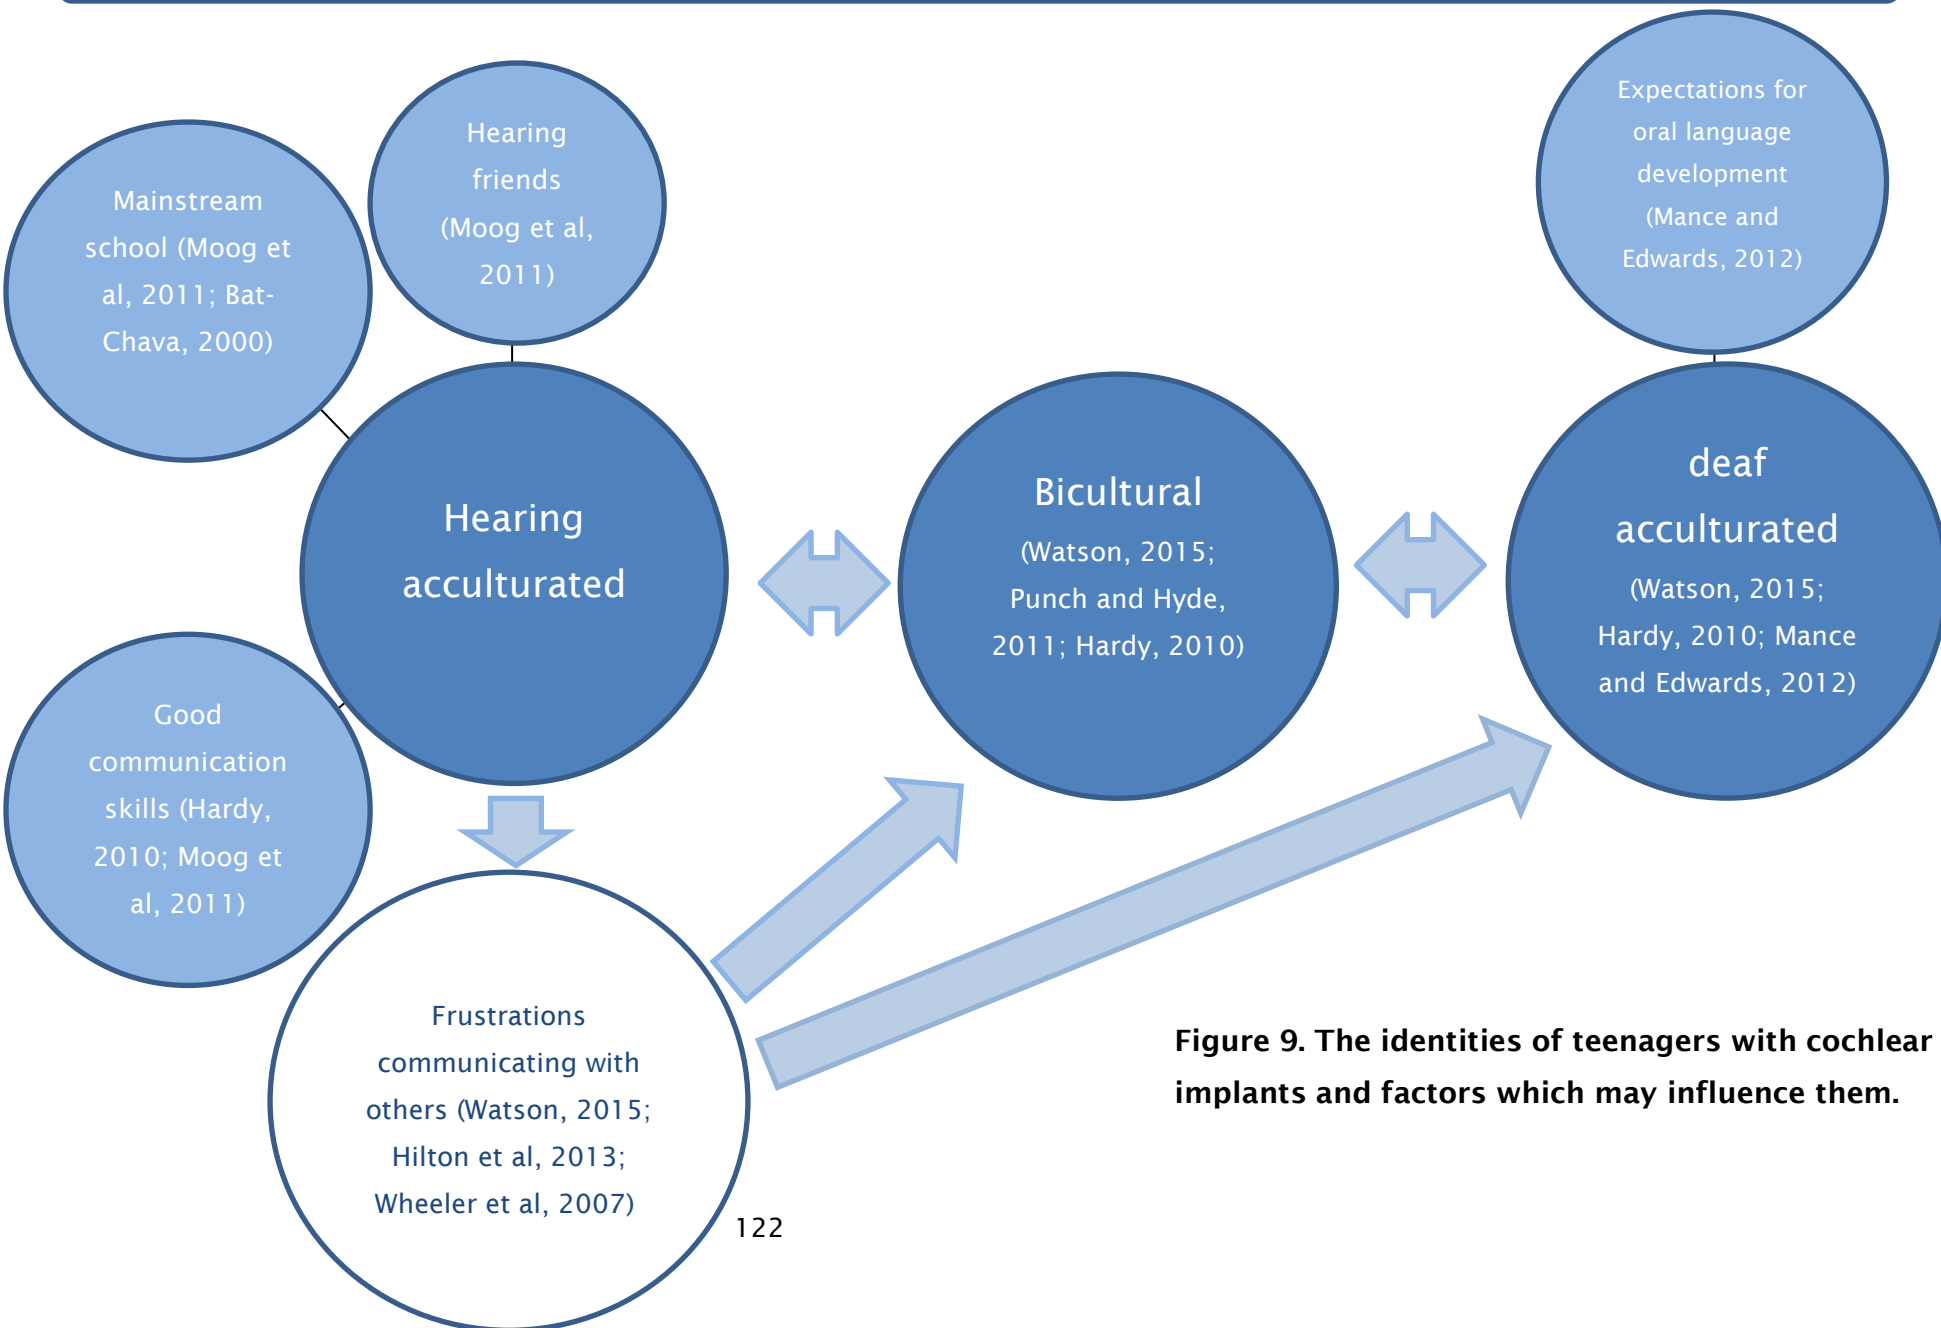 Mainstream
school (Moog et
al, 2011; Bat-
Chava, 2000)
Hearing
friends
(Moog et al,
2011)
Expectations for
oral language
development
(Mance and
Edwards, 2012)
Hearing
acculturated
Bicultural
(Watson, 2015;
Punch and Hyde,
2011; Hardy, 2010)
deaf
acculturated
(Watson, 2015;
Hardy, 2010; Mance
and Edwards, 2012)
Good
communication
skills (Hardy,
2010; Moog et
al, 2011)
Frustrations
communicating with
others (Watson, 2015;
Hilton et al, 2013;
Wheeler et al, 2007)
Figure 9. The identities of teenagers with cochlear
implants and factors which may influence them.
122